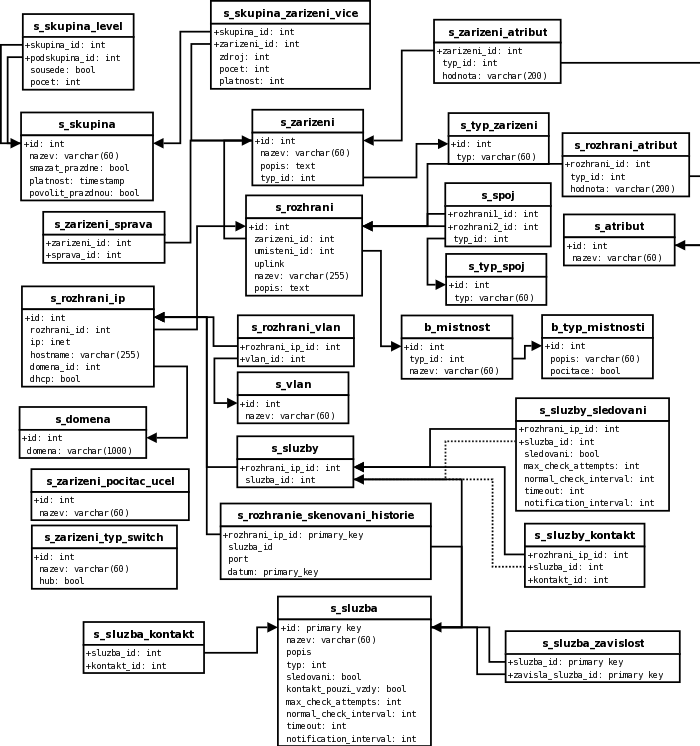 s_skupina_level
+skupina_id: int
+podskupina_id: int
sousede: bool
pocet: int
s_skupina_zarizeni_vice
+skupina_id: int
+zarizeni_id: int
zdroj: int
pocet: int
platnost: int
s_zarizeni_atribut
+zarizeni_id: int
typ_id: int
hodnota: varchar(200)
s_skupina
+id: int
nazev: varchar(60)
smazat_prazdne: bool
platnost: timestamp
povolit_prazdnou: bool
s_zarizeni
+id: int
nazev: varchar(60)
popis: text
typ_id: int
s_typ_zarizeni
+id: int
typ: varchar(60)
s_rozhrani_atribut
+rozhrani_id: int
typ_id: int
hodnota: varchar(200)
s_zarizeni_sprava
+zarizeni_id: int
+sprava_id: int
s_rozhrani
+id: int
zarizeni_id: int
umisteni_id: int
uplink
nazev: varchar(255)
popis: text
s_spoj
+rozhrani1_id: int
+rozhrani2_id: int
typ_id: int
s_atribut
+id: int
nazev: varchar(60)
s_typ_spoj
+id: int
typ: varchar(60)
s_rozhrani_ip
+id: int
rozhrani_id: int
ip: inet
hostname: varchar(255)
domena_id: int
dhcp: bool
s_rozhrani_vlan
+rozhrani_ip_id: int
+vlan_id: int
b_mistnost
+id: int
typ_id: int
nazev: varchar(60)
b_typ_mistnosti
+id: int
popis: varchar(60)
pocitace: bool
s_vlan
+id: int
nazev: varchar(60)
s_domena
+id: int
domena: varchar(1000)
s_sluzby
+rozhrani_ip_id: int
sluzba_id: int
s_sluzby_sledovani
+rozhrani_ip_id: int
+sluzba_id: int
sledovani: bool
max_check_attempts: int
normal_check_interval: int
timeout: int
notification_interval: int
s_zarizeni_pocitac_ucel
+id: int
nazev: varchar(60)
s_zarizeni_typ_switch
+id: int
nazev: varchar(60)
hub: bool
s_rozhranie_skenovani_historie
+rozhrani_ip_id: primary_key
sluzba_id
port
datum: primary_key
s_sluzby_kontakt
+rozhrani_ip_id: int
+sluzba_id: int
+kontakt_id: int
s_sluzba
+id: primary key
nazev: varchar(60)
popis
typ: int
sledovani: bool
kontakt_pouzi_vzdy: bool
max_check_attempts: int
normal_check_interval: int
timeout: int
notification_interval: int
s_sluzba_kontakt
+sluzba_id: int
+kontakt_id: int
s_sluzba_zavislost
+sluzba_id: primary key
+zavisla_sluzba_id: primary key